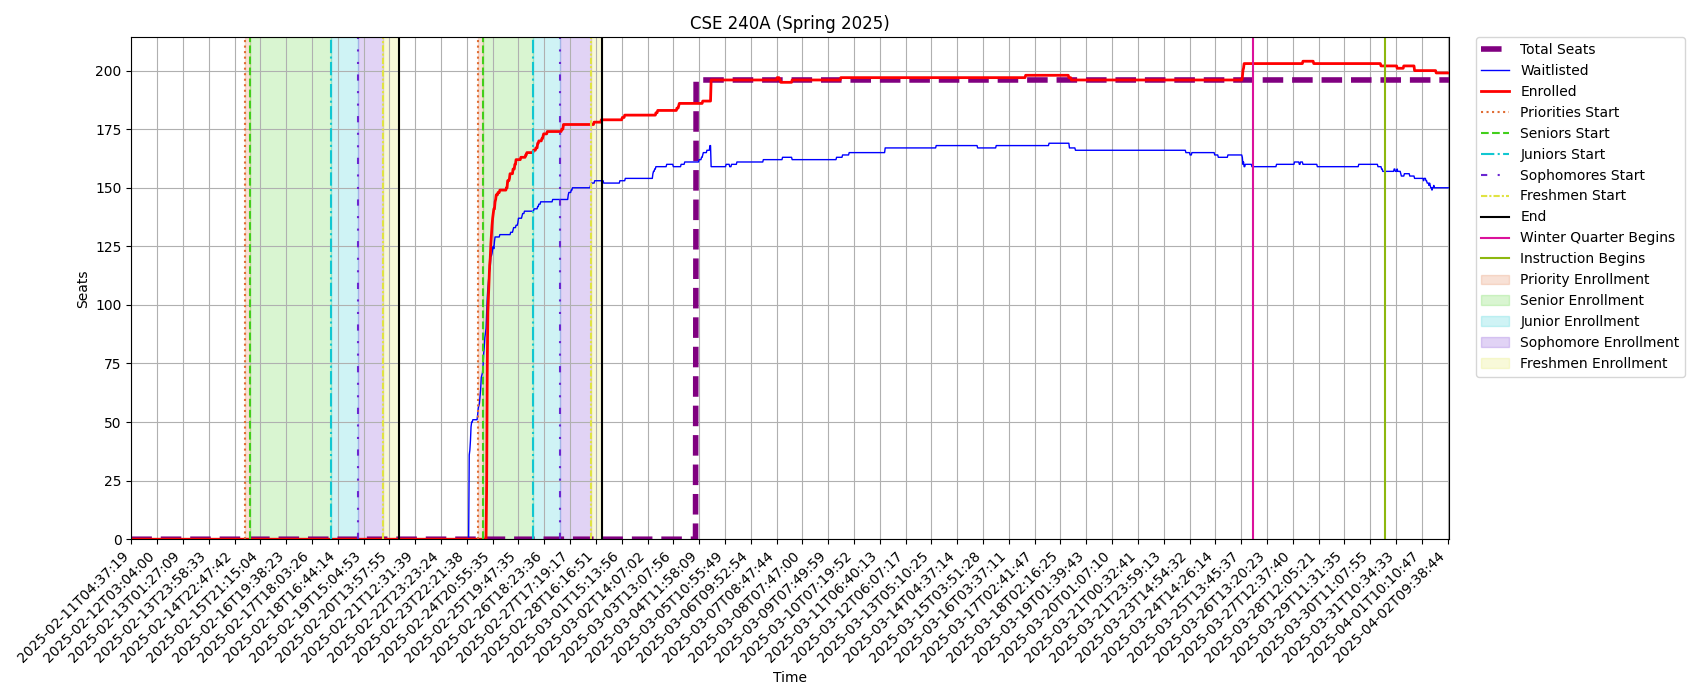 CSE 240A (Spring 2025)
Seats
200
175
150
125
100
75
50
25
0
2025-02-11T04:37:19
2025-02-12T03:04:00
2025-02-13T01:27:09
2025-02-13T23:58:33
2025-02-14T22:47:42
2025-02-15T21:15:04
2025-02-16T19:38:23
2025-02-17T18:03:26
2025-02-18T16:44:14
2025-02-19T15:04:53
2025-02-20T13:57:55
2025-02-21T12:31:39
2025-02-22T23:23:24
2025-02-23T22:21:38
2025-02-24T20:55:35
2025-02-25T19:47:35
2025-02-26T18:23:36
2025-02-27T17:19:17
2025-02-28T16:16:51
2025-03-01T15:13:56
2025-03-02T14:07:02
2025-03-03T13:07:56
2025-03-04T11:58:09
2025-03-05T10:55:49
2025-03-06T09:52:54
2025-03-07T08:47:44
2025-03-08T07:47:00
2025-03-09T07:49:59
2025-03-10T07:19:52
2025-03-11T06:40:13
2025-03-12T06:07:17
2025-03-13T05:10:25
2025-03-14T04:37:14
2025-03-15T03:51:28
2025-03-16T03:37:11
2025-03-17T02:41:47
2025-03-18T02:16:25
2025-03-19T01:39:43
2025-03-20T01:07:10
2025-03-21T00:32:41
2025-03-21T23:59:13
2025-03-23T14:54:32
2025-03-24T14:26:14
2025-03-25T13:45:37
2025-03-26T13:20:23
2025-03-27T12:37:40
2025-03-28T12:05:21
2025-03-29T11:31:35
2025-03-30T11:07:55
2025-03-31T10:34:33
2025-04-01T10:10:47
2025-04-02T09:38:44
Time
Total Seats
Waitlisted
Enrolled
Priorities Start
Seniors Start
Juniors Start
Sophomores Start
Freshmen Start
End
Winter Quarter Begins
Instruction Begins
Priority Enrollment
Senior Enrollment
Junior Enrollment
Sophomore Enrollment
Freshmen Enrollment